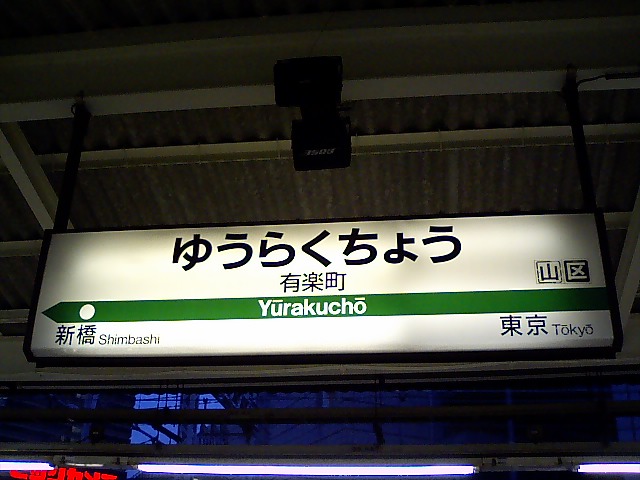 BOSE
ゆうらくちょう
有楽町
山 区
Yūrakuchō
新橋 Shimbashi
東京 Tōkyō